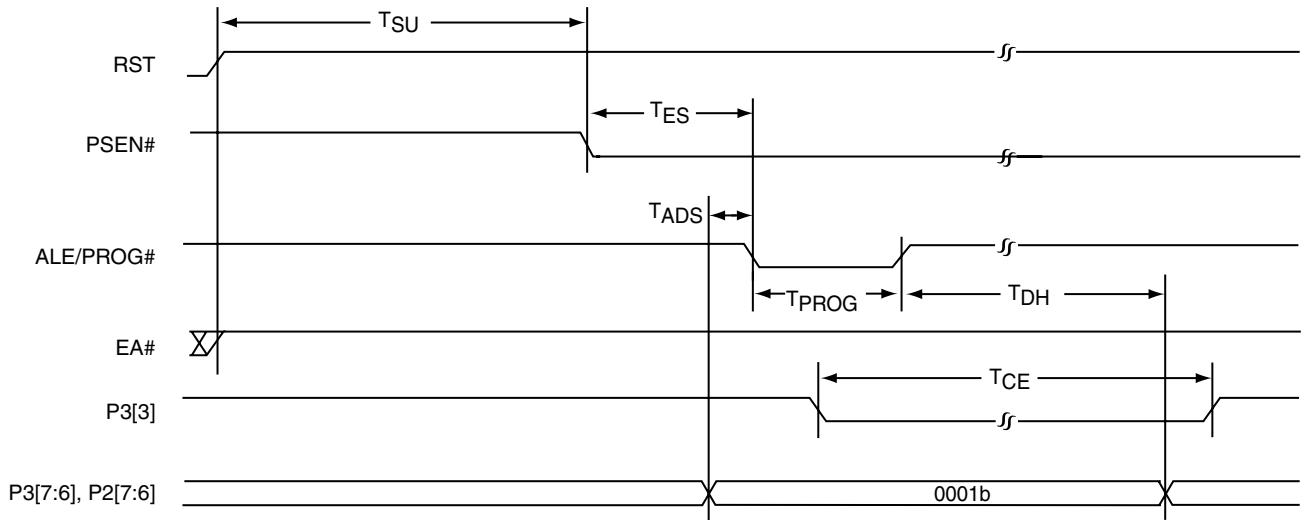 TSU
RST
TES
PSEN#
TADS
ALE/PROG#
TPROG
TDH
EA#
TCE
P3[3]
P3[7:6], P2[7:6]
0001b